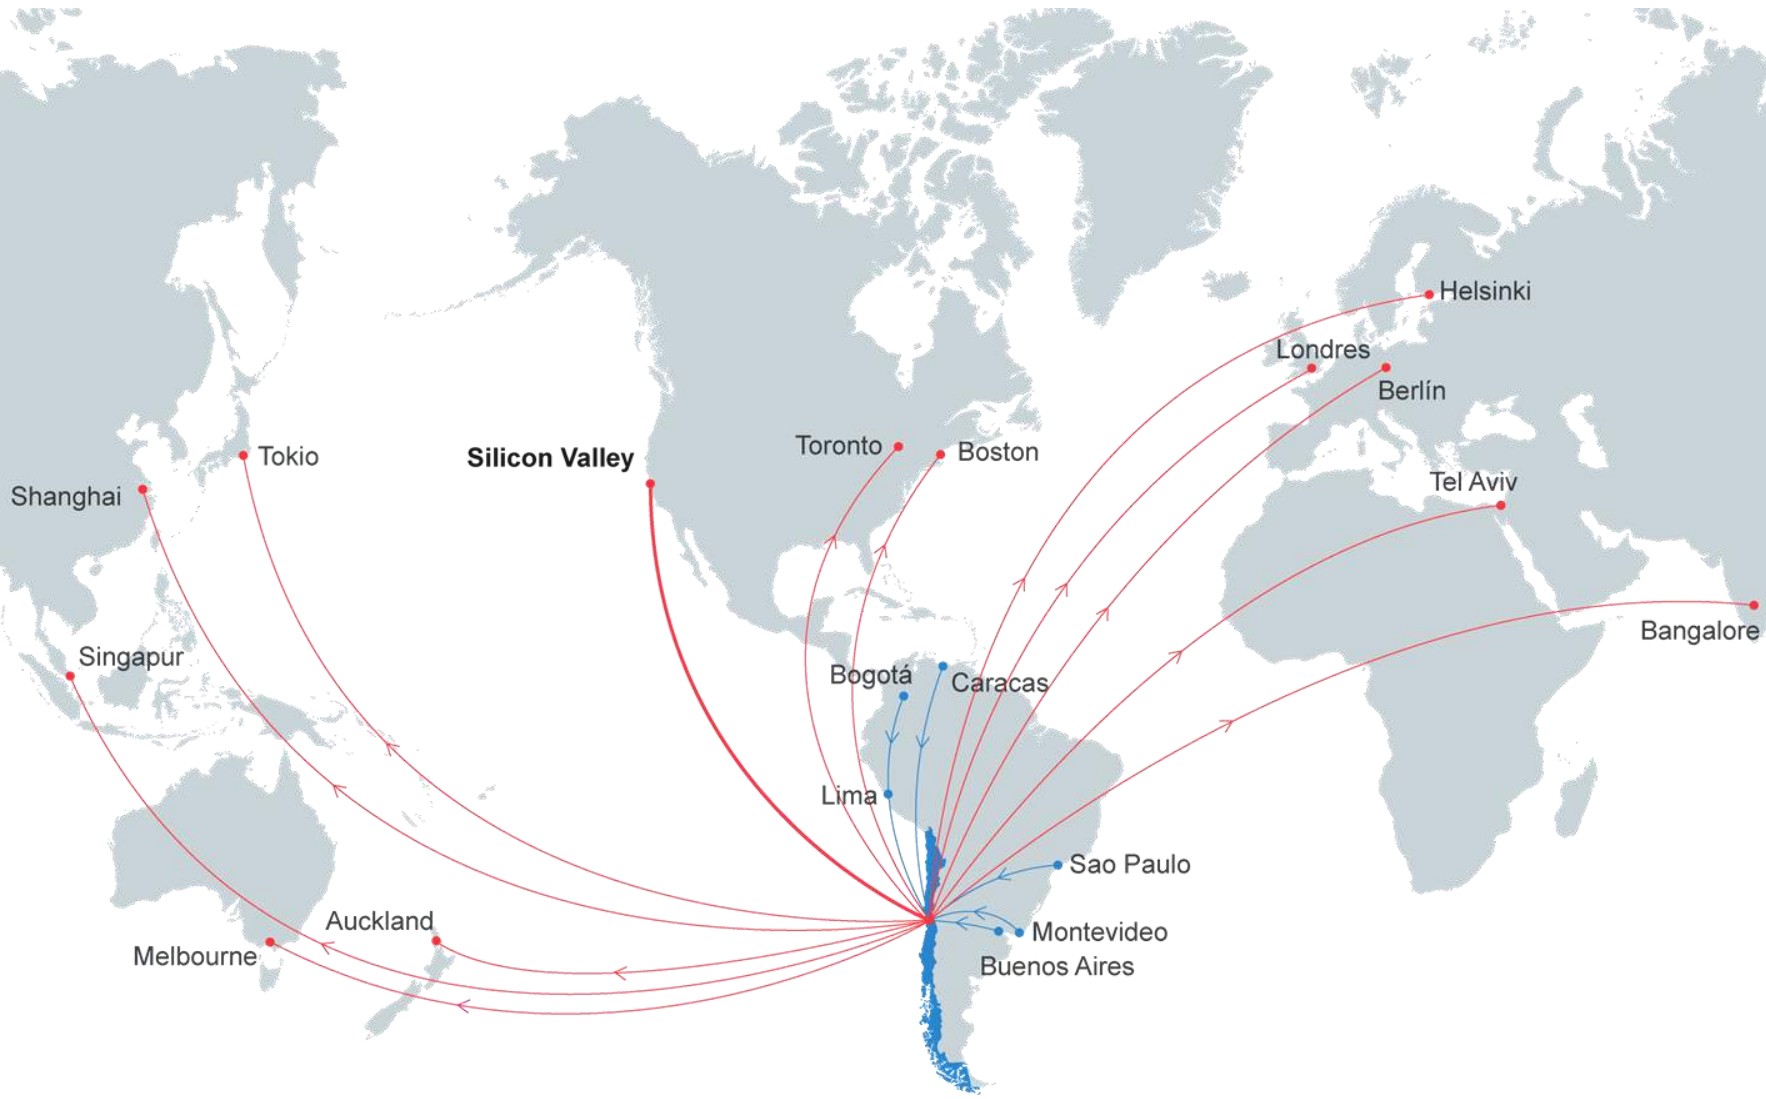 Helsinki
Londres
Berlín
Toronto
Boston
Silicon Valley
Tokio
Shanghai
Tel Aviv
Bangalore
Singapur
Bogotá
Caracas
Lima
Sao Paulo
Auckland
Montevideo
Melbourne
Buenos Aires